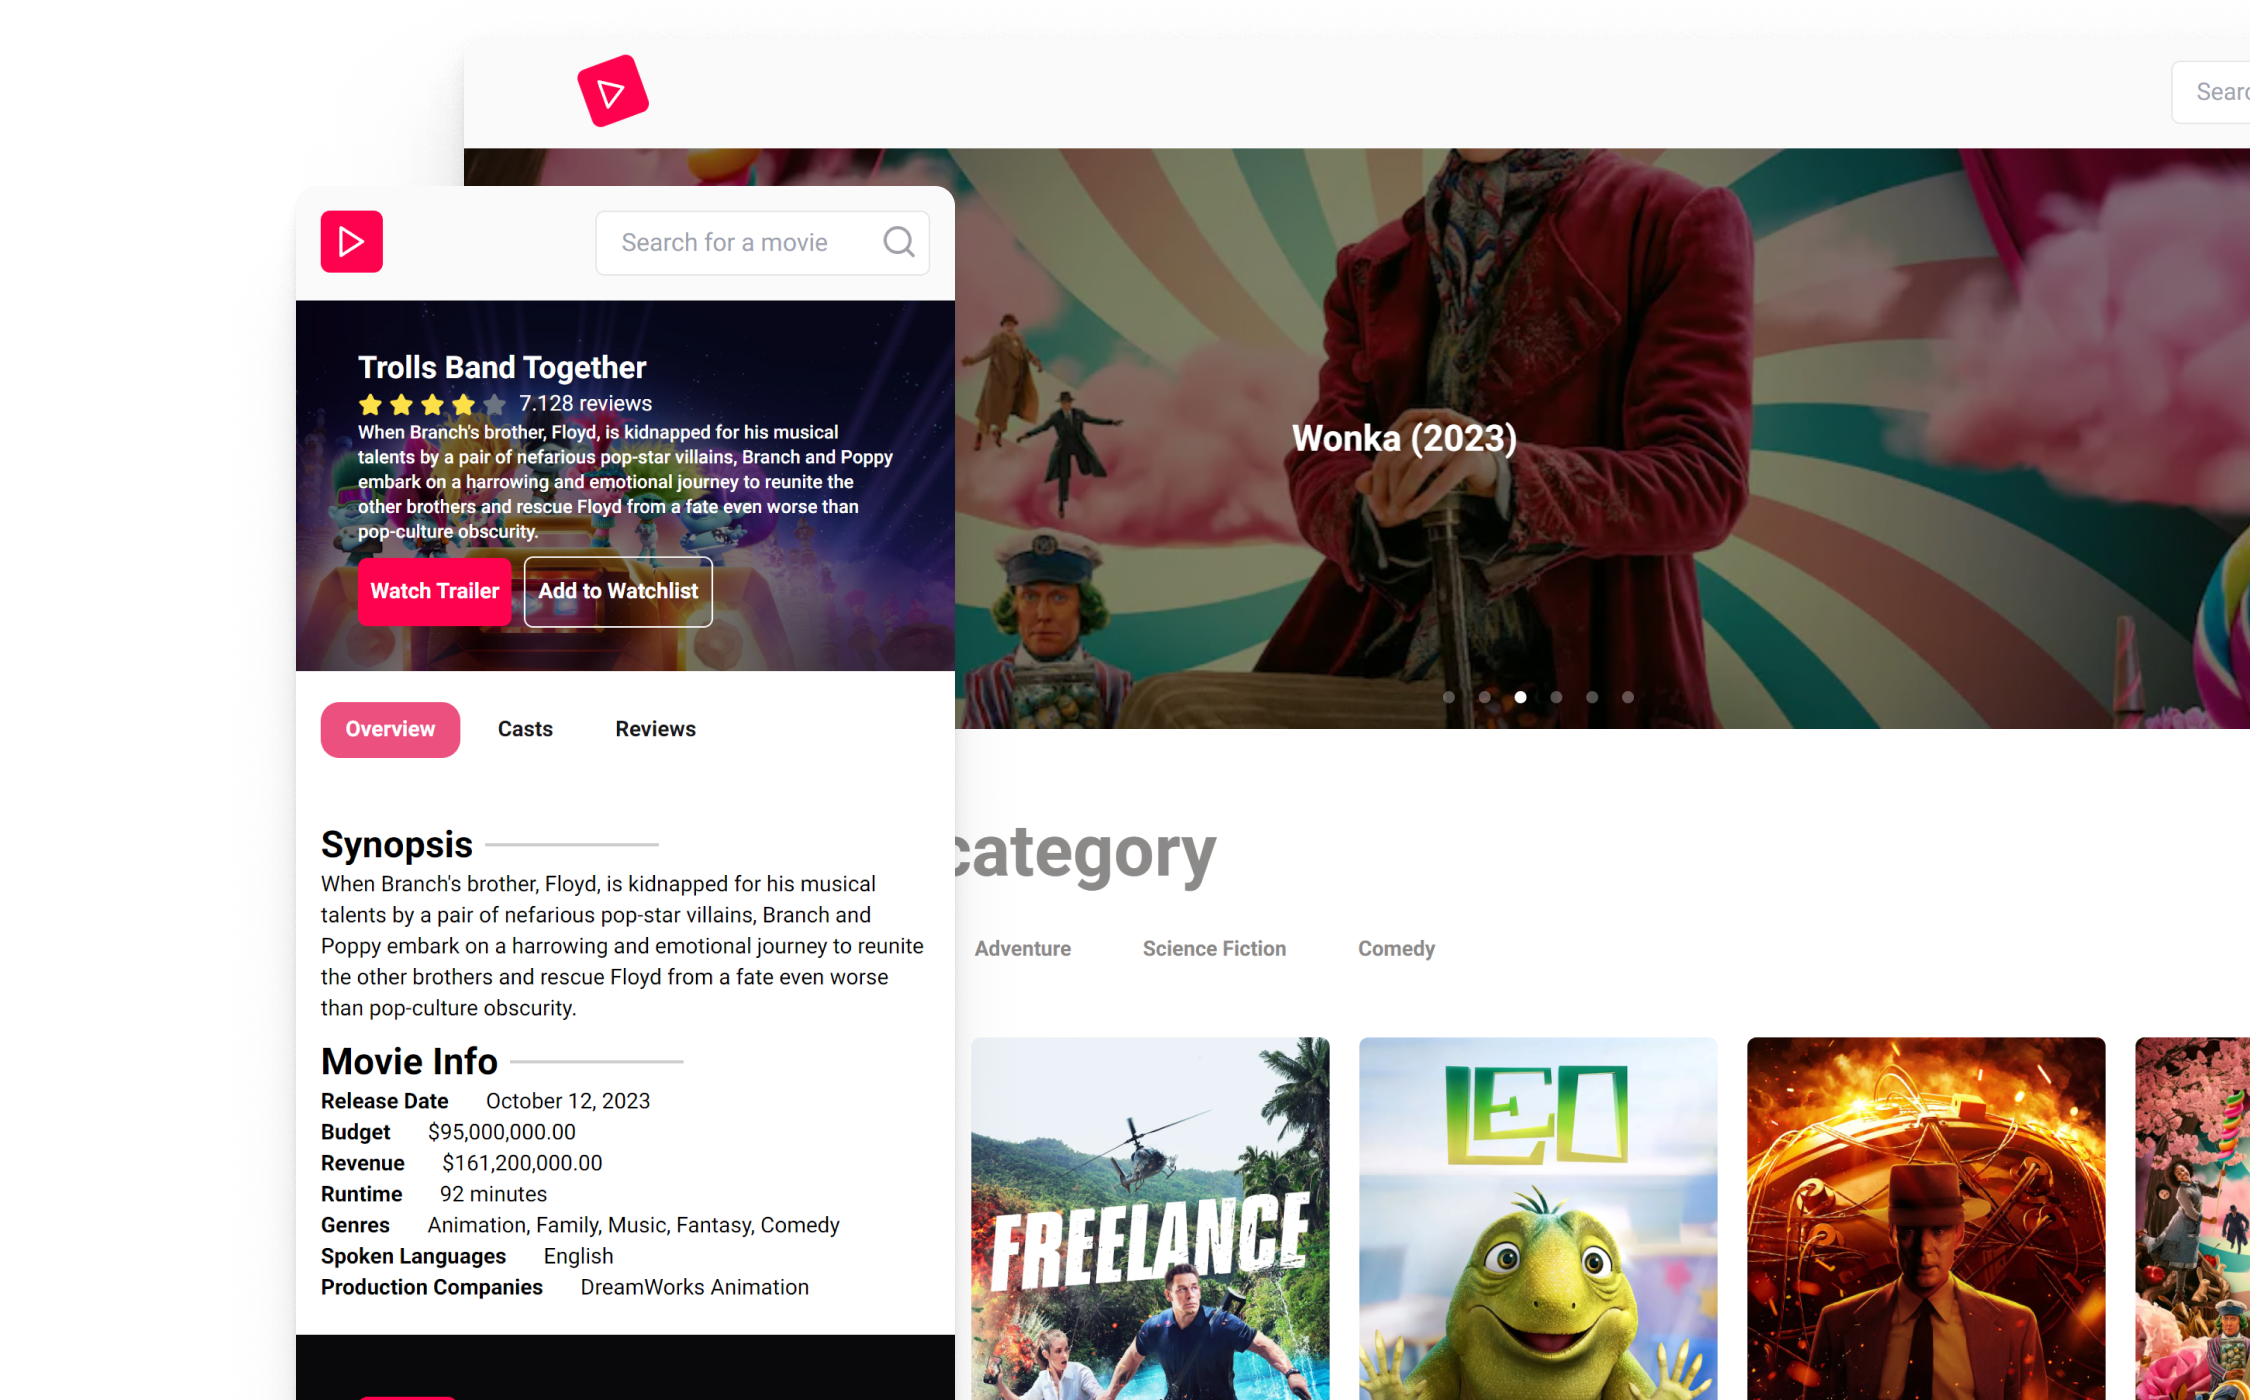 Searc
Search for a movie
Trolls Band Together
7.128 reviews
When Branch's brother, Floyd, is kidnapped for his musical
talents by a pair of nefarious pop-star villains, Branch and Poppy
embark on a harrowing and emotional journey to reunite the
other brothers and rescue Floyd from a fate even worse than
pop-culture obscurity.
Watch Trailer
Add to Watchlist
Wonka (2023)
Overview
Casts
Reviews
Synopsis
When Branch's brother, Floyd, is kidnapped for his musical
talents by a pair of nefarious pop-star villains, Branch and
Poppy embark on a harrowing and emotional journey to reunite
the other brothers and rescue Floyd from a fate even worse
than pop-culture obscurity.
Movie Info
Release Date October 12, 2023
Budget $95,000,000.00
Revenue $161,200,000.00
Runtime 92 minutes
Genres Animation, Family, Music, Fantasy, Comedy
Spoken Languages English
Production Companies DreamWorks Animation
category
Adventure
Science Fiction
Comedy
FREELANCE
LEO